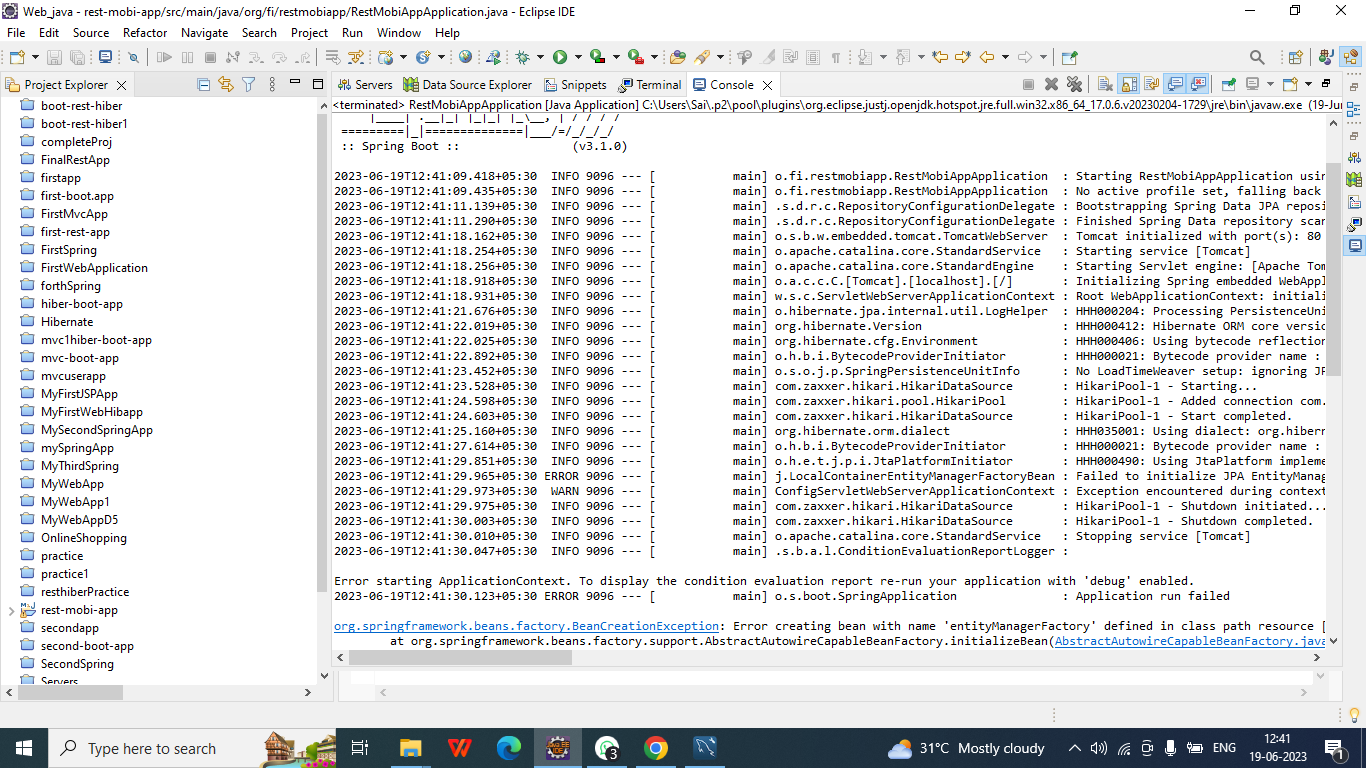 Web_java - rest-mobi-app/src/main/java/org/fi/restmobiapp/RestMobiAppApplication.java - Eclipse IDE
File Edit Source Refactor Navigate Search Project Run Window Help
Project Explorer
Servers Data Source Explorer Snippets Terminal Console
<terminated> RestMobiAppApplication [Java Application] C:\Users\Sai\.p2\pool\plugins\org.eclipse.justj.openjdk.hotspot.jre.full.win32.x86_64_17.0.6.v20230204-1729\jre\bin\javaw.exe (19-Jun
boot-rest-hiber
boot-rest-hiber1
completeProj
FinalRestApp
firstapp
first-boot.app
FirstMvcApp
first-rest-app
FirstSpring
FirstWebApplication
forthSpring
hiber-boot-app
Hibernate
mvc1hiber-boot-app
mvc-boot-app
mvcuserapp
MyFirstJSPApp
MyFirstWebHibapp
MySecondSpringApp
mySpringApp
MyThirdSpring
MyWebApp
MyWebApp1
MyWebAppD5
OnlineShopping
practice
practice1
resthiberPractice
rest-mobi-app
secondapp
second-boot-app
SecondSpring
Servers
|____| .__|_| |_|_| |_\__, | / / / /
=========|_|==============|___/=/_/_/_/
:: Spring Boot :: (v3.1.0)
2023-06-19T12:41:09.418+05:30 INFO 9096 --- [ main] o.fi.restmobiapp.RestMobiAppApplication : Starting RestMobiAppApplication usin
2023-06-19T12:41:09.435+05:30 INFO 9096 --- [ main] o.fi.restmobiapp.RestMobiAppApplication : No active profile set, falling back
2023-06-19T12:41:11.139+05:30 INFO 9096 --- [ main] .s.d.r.c.RepositoryConfigurationDelegate : Bootstrapping Spring Data JPA reposi
2023-06-19T12:41:11.290+05:30 INFO 9096 --- [ main] .s.d.r.c.RepositoryConfigurationDelegate : Finished Spring Data repository scan
2023-06-19T12:41:18.162+05:30 INFO 9096 --- [ main] o.s.b.w.embedded.tomcat.TomcatWebServer : Tomcat initialized with port(s): 80
2023-06-19T12:41:18.254+05:30 INFO 9096 --- [ main] o.apache.catalina.core.StandardService : Starting service [Tomcat]
2023-06-19T12:41:18.256+05:30 INFO 9096 --- [ main] o.apache.catalina.core.StandardEngine : Starting Servlet engine: [Apache Tom
2023-06-19T12:41:18.918+05:30 INFO 9096 --- [ main] o.a.c.c.C.[Tomcat].[localhost].[/] : Initializing Spring embedded WebAppl
2023-06-19T12:41:18.931+05:30 INFO 9096 --- [ main] w.s.c.ServletWebServerApplicationContext : Root WebApplicationContext: initiali
2023-06-19T12:41:21.676+05:30 INFO 9096 --- [ main] o.hibernate.jpa.internal.util.LogHelper : HHH000204: Processing PersistenceUni
2023-06-19T12:41:22.019+05:30 INFO 9096 --- [ main] org.hibernate.Version : HHH000412: Hibernate ORM core versio
2023-06-19T12:41:22.025+05:30 INFO 9096 --- [ main] org.hibernate.cfg.Environment : HHH000406: Using bytecode reflection
2023-06-19T12:41:22.892+05:30 INFO 9096 --- [ main] o.h.b.i.BytecodeProviderInitiator : HHH000021: Bytecode provider name :
2023-06-19T12:41:23.452+05:30 INFO 9096 --- [ main] o.s.o.j.p.SpringPersistenceUnitInfo : No LoadTimeWeaver setup: ignoring JP
2023-06-19T12:41:23.528+05:30 INFO 9096 --- [ main] com.zaxxer.hikari.HikariDataSource : HikariPool-1 - Starting...
2023-06-19T12:41:24.598+05:30 INFO 9096 --- [ main] com.zaxxer.hikari.pool.HikariPool : HikariPool-1 - Added connection com.
2023-06-19T12:41:24.603+05:30 INFO 9096 --- [ main] com.zaxxer.hikari.HikariDataSource : HikariPool-1 - Start completed.
2023-06-19T12:41:25.160+05:30 INFO 9096 --- [ main] org.hibernate.orm.dialect : HHH035001: Using dialect: org.hibern
2023-06-19T12:41:27.614+05:30 INFO 9096 --- [ main] o.h.b.i.BytecodeProviderInitiator : HHH000021: Bytecode provider name :
2023-06-19T12:41:29.851+05:30 INFO 9096 --- [ main] o.h.e.t.j.p.i.JtaPlatformInitiator : HHH000490: Using JtaPlatform impleme
2023-06-19T12:41:29.965+05:30 ERROR 9096 --- [ main] j.LocalContainerEntityManagerFactoryBean : Failed to initialize JPA EntityManag
2023-06-19T12:41:29.973+05:30 WARN 9096 --- [ main] ConfigServletWebServerApplicationContext : Exception encountered during context
2023-06-19T12:41:29.975+05:30 INFO 9096 --- [ main] com.zaxxer.hikari.HikariDataSource : HikariPool-1 - Shutdown initiated...
2023-06-19T12:41:30.003+05:30 INFO 9096 --- [ main] com.zaxxer.hikari.HikariDataSource : HikariPool-1 - Shutdown completed.
2023-06-19T12:41:30.010+05:30 INFO 9096 --- [ main] o.apache.catalina.core.StandardService : Stopping service [Tomcat]
2023-06-19T12:41:30.047+05:30 INFO 9096 --- [ main] .s.b.a.l.ConditionEvaluationReportLogger :
Error starting ApplicationContext. To display the condition evaluation report re-run your application with 'debug' enabled.
2023-06-19T12:41:30.123+05:30 ERROR 9096 --- [ main] o.s.boot.SpringApplication : Application run failed
org.springframework.beans.factory.BeanCreationException: Error creating bean with name 'entityManagerFactory' defined in class path resource [
at org.springframework.beans.factory.support.AbstractAutowireCapableBeanFactory.initializeBean(AbstractAutowireCapableBeanFactory.java
Type here to search
3
31°C Mostly cloudy
ENG
12:41
19-06-2023
1